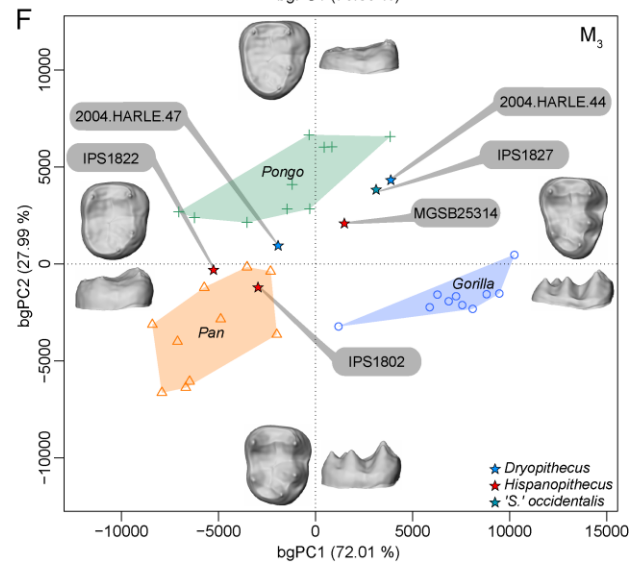 F
M3
10000
2004.HARLE.47
2004.HARLE.44
IPS1822
IPS1827
5000
Pongo
MGSB25314
bgPC2 (27.99 %)
0
Gorilla
Pan
−5000
IPS1802
−10000
Dryopithecus
Hispanopithecus
'S.' occidentalis
−10000 −5000 0 5000 10000 15000
bgPC1 (72.01 %)